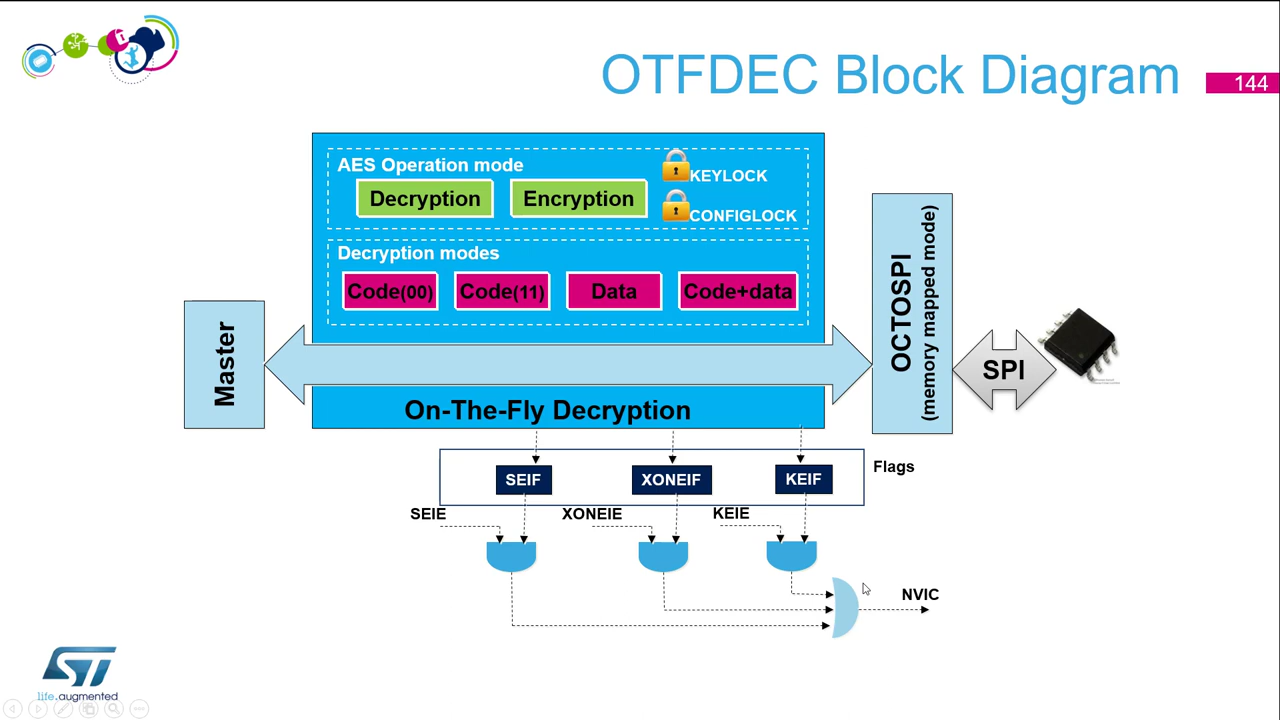 OTFDEC Block Diagram
144
AES Operation mode
KEYLOCK
Decryption
Encryption
CONFIGLOCK
Decryption modes
Code(00)
Code(11)
Data
Code+data
Master
OCTOSPI
(memory mapped mode)
SPI
On-The-Fly Decryption
Flags
SEIF
XONEIF
KEIF
SEIE
XONEIE
KEIE
NVIC
ST
life.augmented